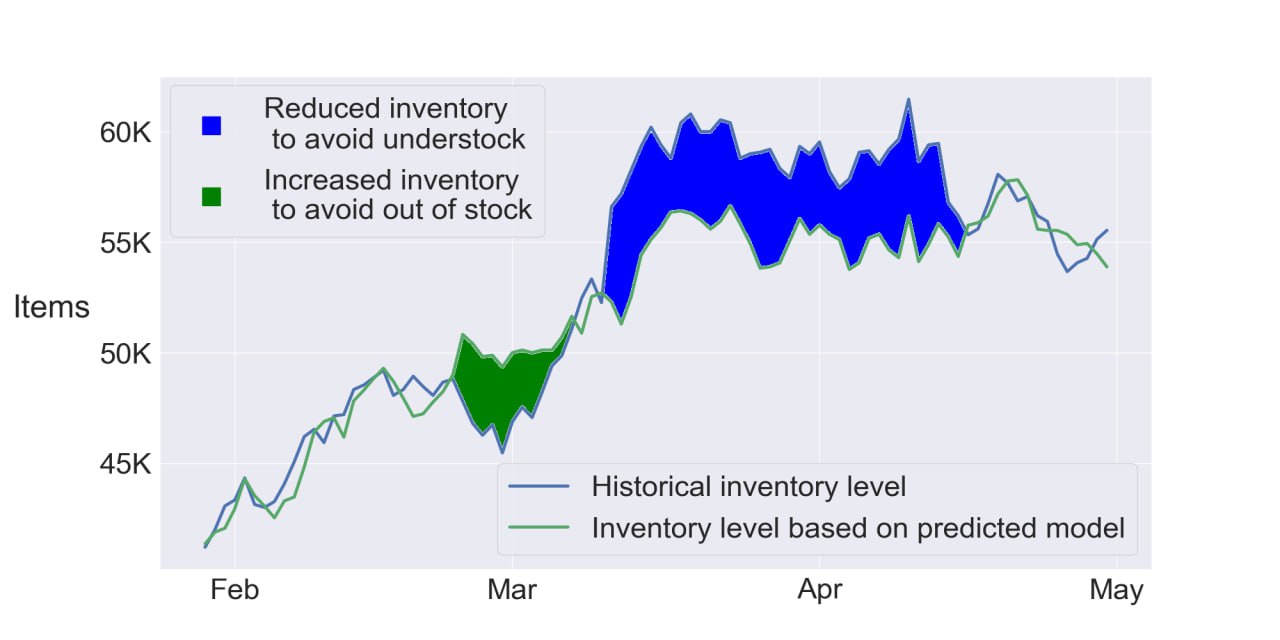 Reduced inventory
to avoid understock
Increased inventory
to avoid out of stock
60K
55K
Items
50K
45K
Historical inventory level
Inventory level based on predicted model
Feb
Mar
Apr
May